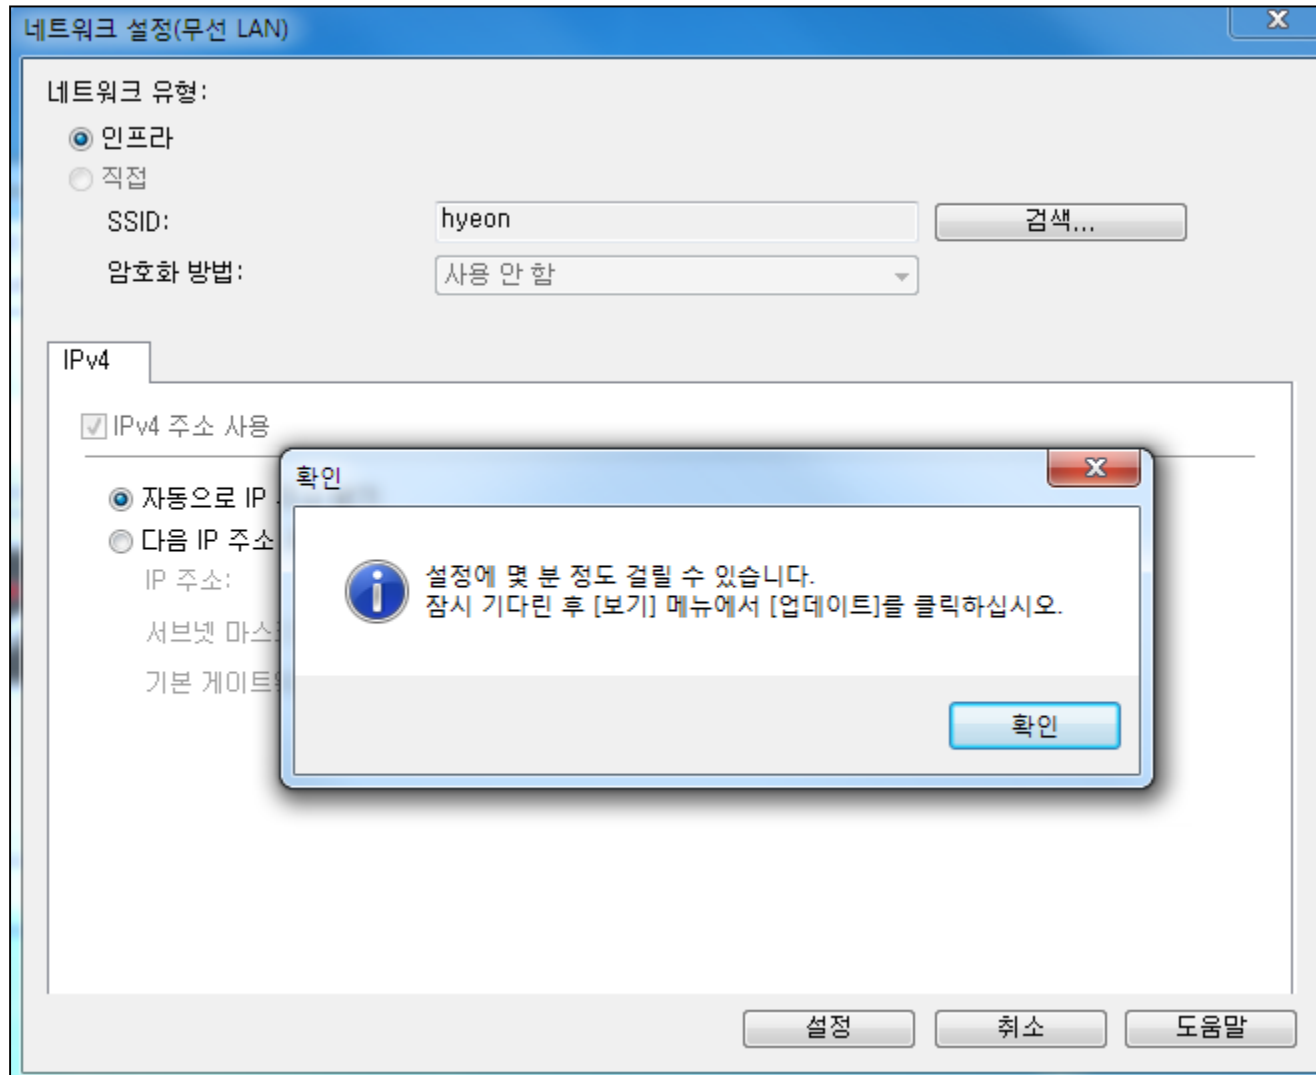 네트워크 설정(무선 LAN)
네트워크 유형:
인프라
직접
SSID:
hyeon
검색...
암호화 방법:
사용 안 함
IPv4
IPv4 주소 사용
자동으로 IP
다음 IP 주소
IP 주소:
서브넷
기본
확인
설정에 몇 분 정도 걸릴 수 있습니다.
잠시 기다린 후 [보기] 메뉴에서 [업데이트]를 클릭하십시오.
확인
설정
취소
도움말